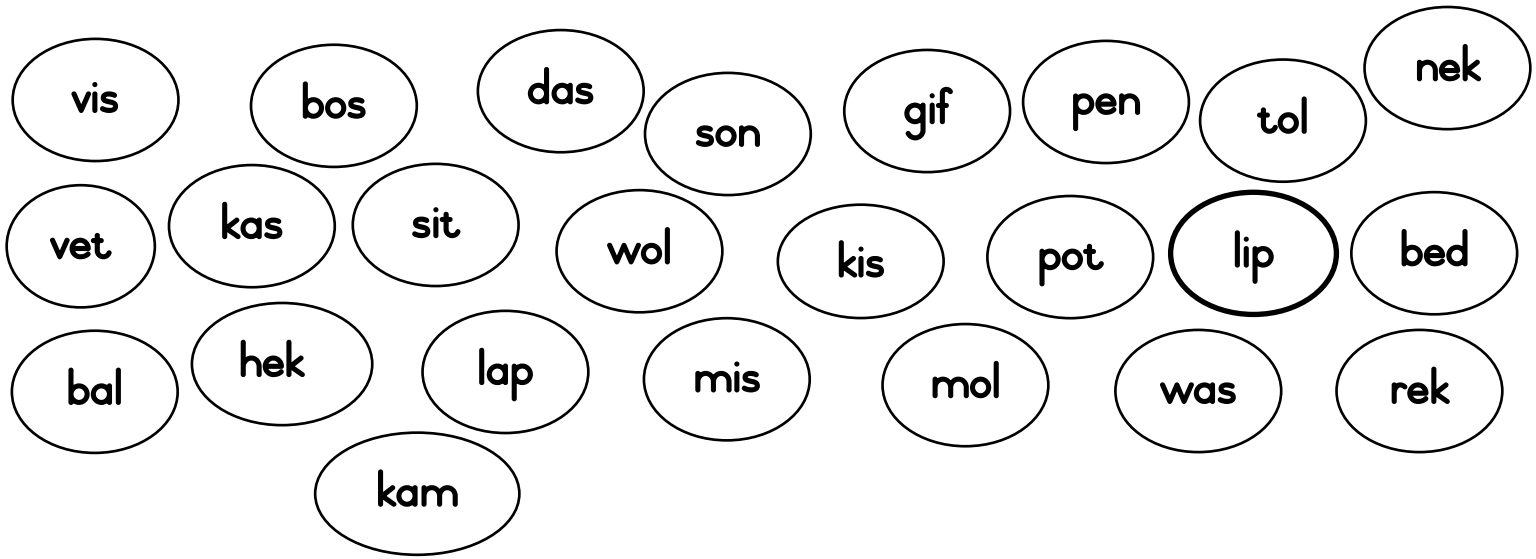 vis bos das son gif pen tol nek
vet kas sit wol kis pot lip bed
bal hek lap mis mol was rek
kam